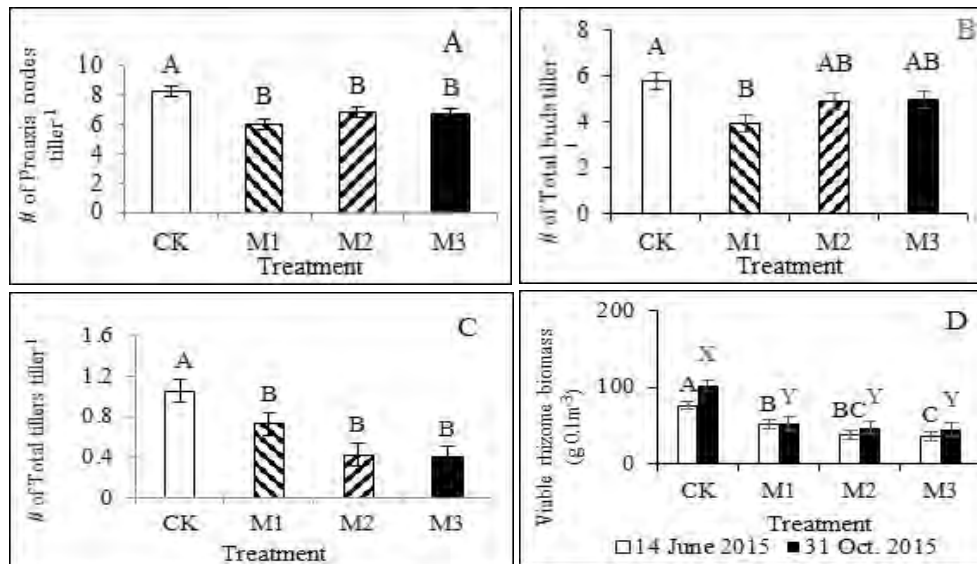 A
# of Proaxis nodes
tiller-1
10
8
6
4
2
0
A
B
B
B
CK M1 M2 M3
Treatment
B
# of Total buds tiller-
1
8
6
4
2
0
A
B
AB
AB
CK M1 M2 M3
Treatment
C
# of Total tillers tiller-1
1.6
1.2
0.8
0.4
0
A
B
B
B
CK M1 M2 M3
Treatment
D
Viable rhizome biomass
(g 0.1m-3)
200
100
0
A X
B Y
BC Y
C Y
CK M1 M2 M3
Treatment
14 June 2015 31 Oct. 2015